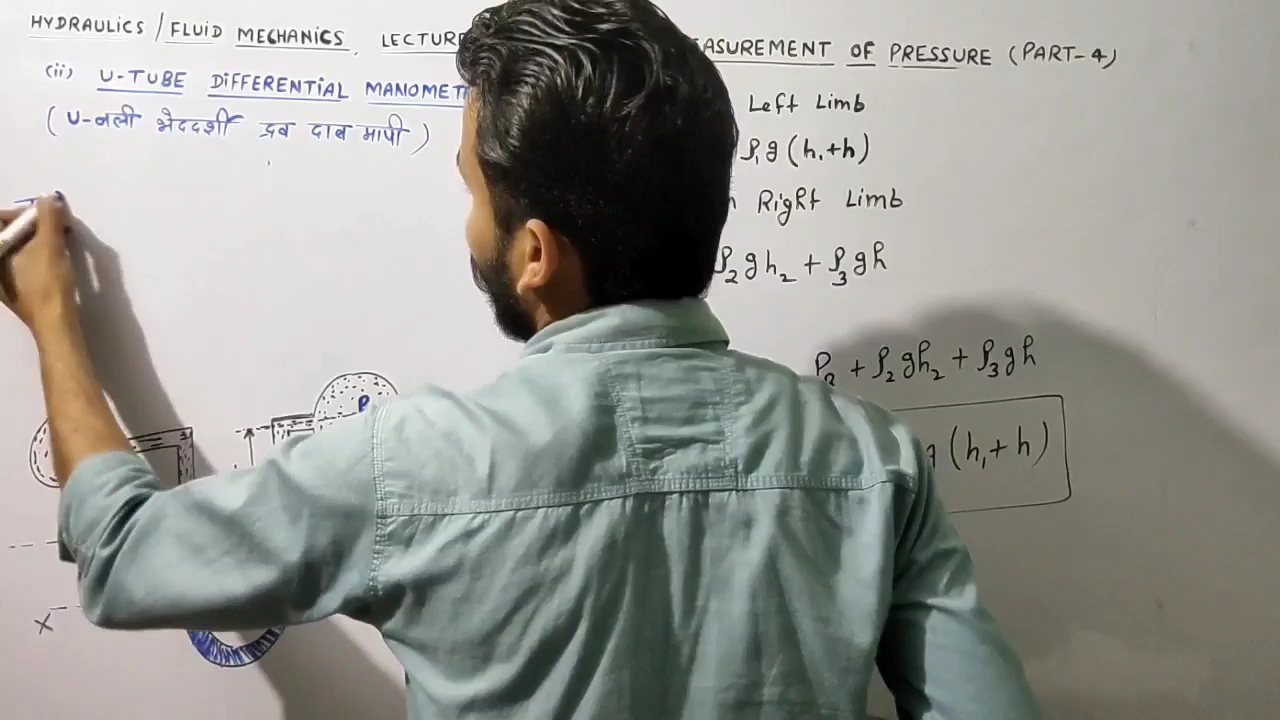 HYDRAULICS / FLUID MECHANICS, LECTURE ASUREMENT OF PRESSURE (PART-4)
(ii) U-TUBE DIFFERENTIAL MANOMET
(U-नली भेददर्शी द्रव दाब मापी)
Left Limb
ρ₁g(h₁+h)
n Right Limb
ρ₂gh₂ + ρ₃gh
+ ρ₂gh₂ + ρ₃gh
(h₁+h)
X